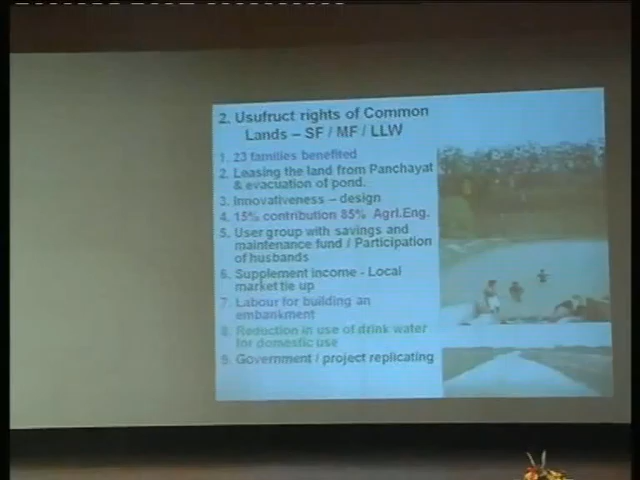 2. Usufruct rights of Common
Lands – SF / MF / LLW
1. 23 families benefited
2. Leasing the land from Panchayat
& evacuation of pond.
3. Innovativeness – design
4. 15% contribution 85% Agrl.Eng.
5. User group with savings and
maintenance fund / Participation
of husbands
6. Supplement income - Local
market tie up
7. Labour for building an
embankment
8. Reduction in use of drink water
for domestic use
9. Government / project replicating